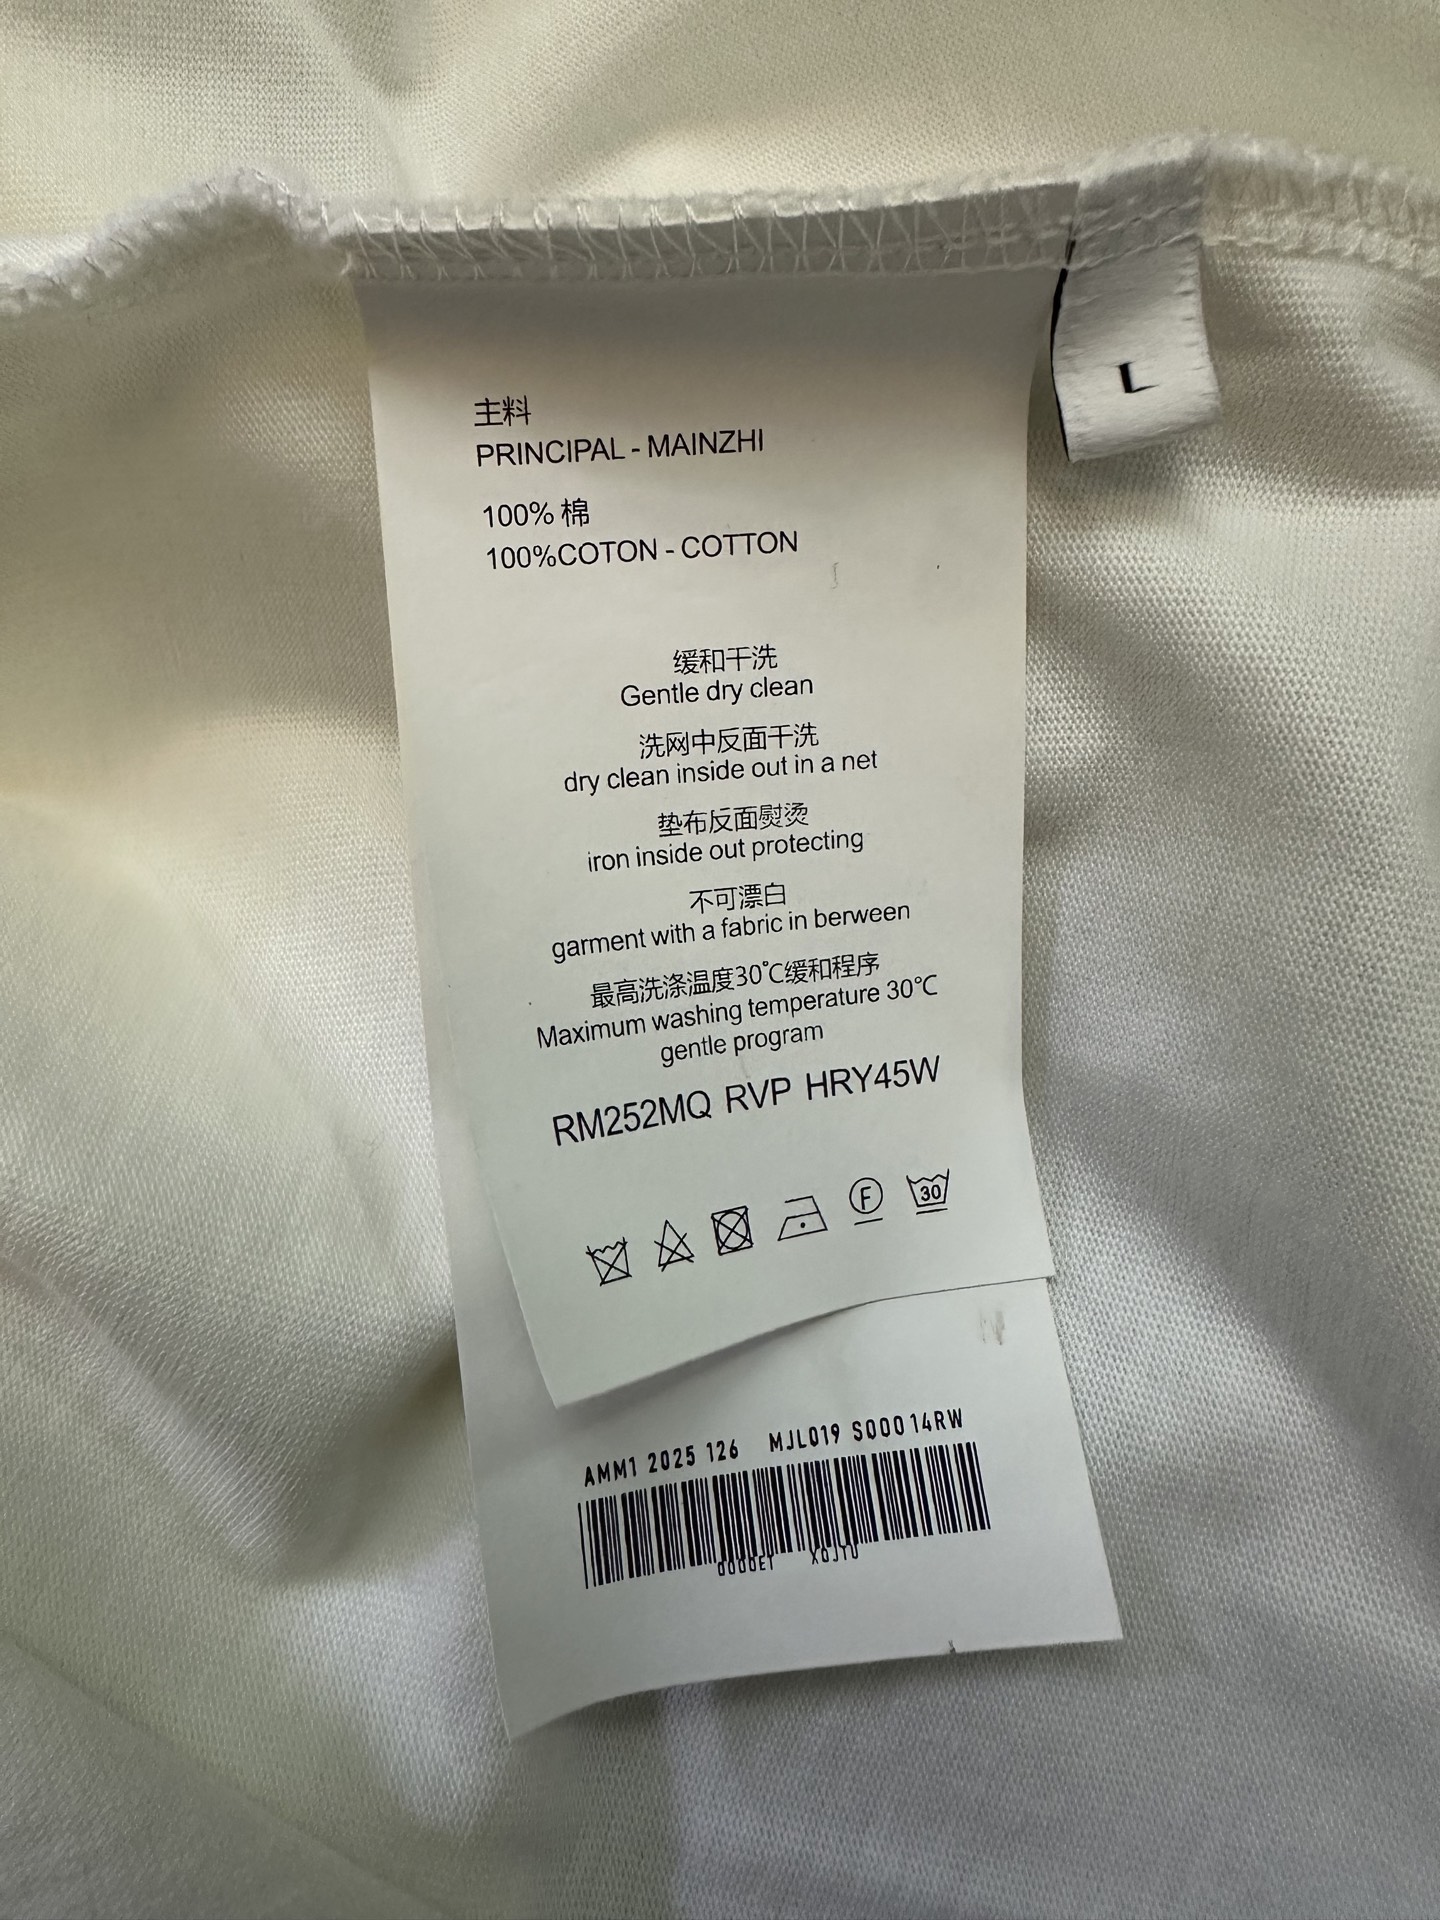 L
主料
PRINCIPAL - MAINZHI
100% 棉
100%COTON - COTTON
缓和干洗
Gentle dry clean
洗网中反面干洗
dry clean inside out in a net
垫布反面熨烫
iron inside out protecting
不可漂白
garment with a fabric in berween
最高洗涤温度30℃缓和程序
Maximum washing temperature 30℃
gentle program
RM252MQ RVP HRY45W
F 30
AMM1 2025 126 MJL019 S00014RW